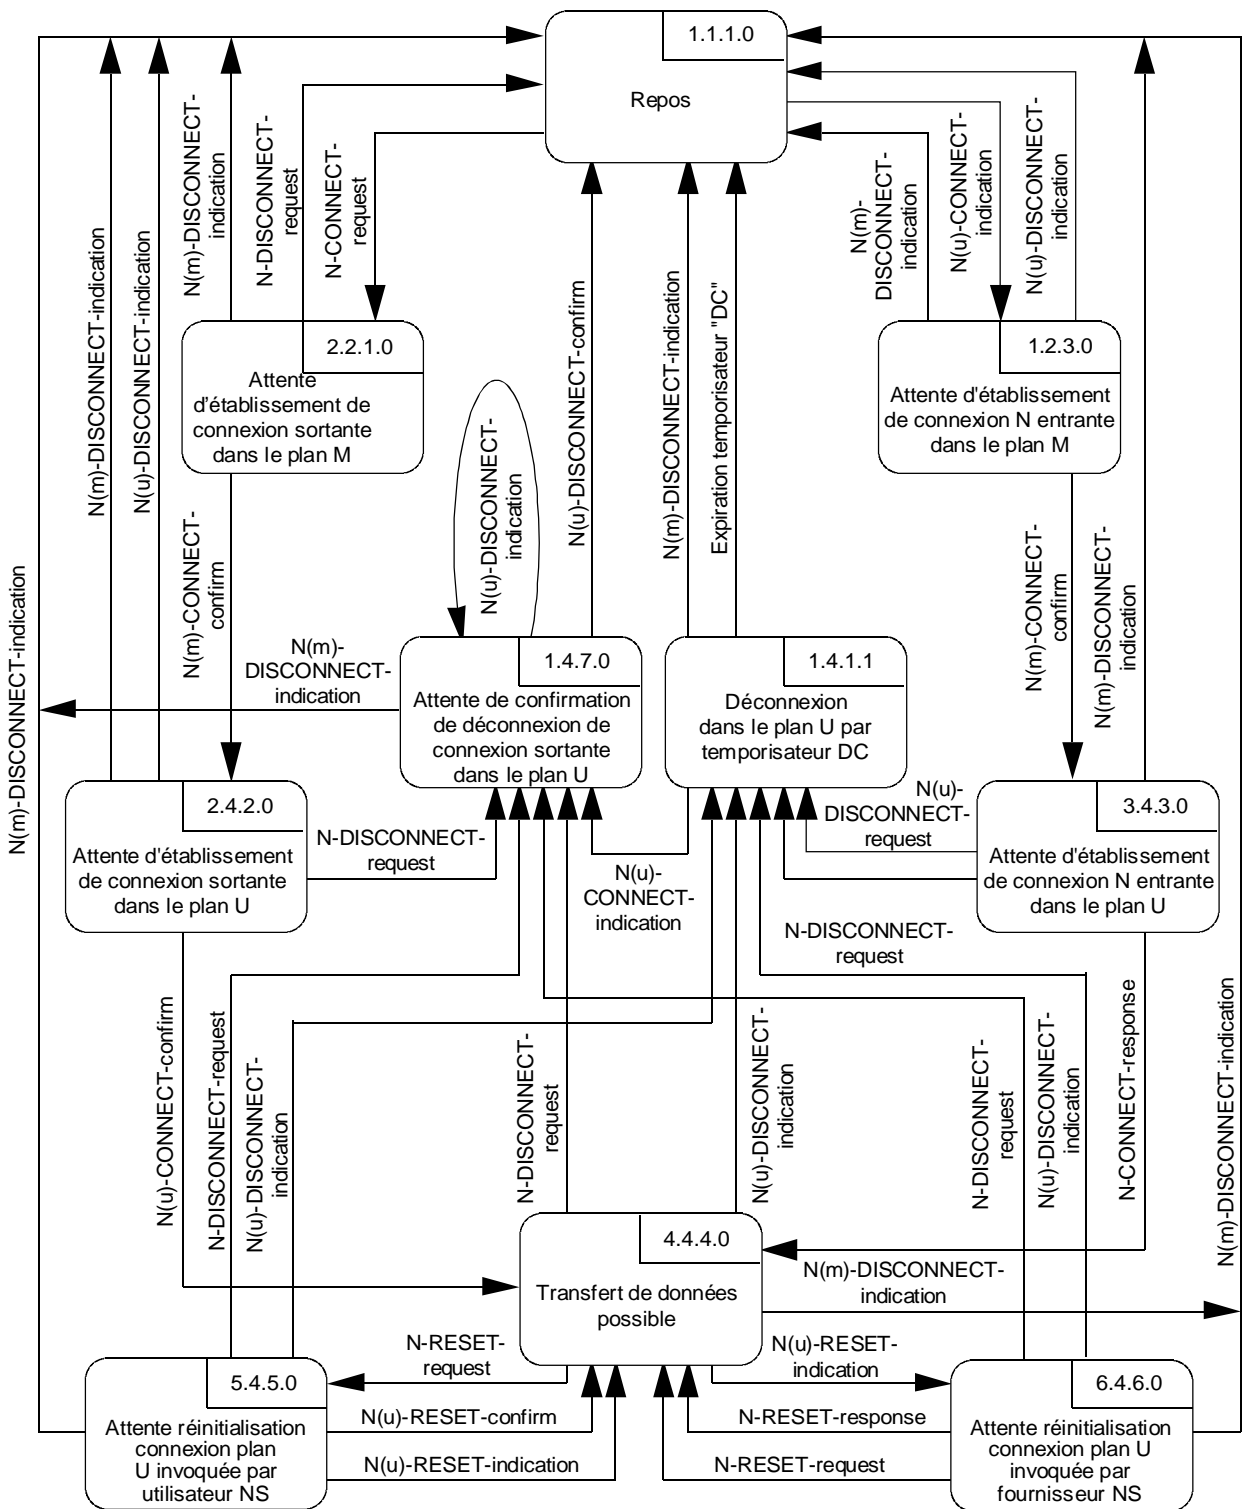 1.1.1.0
Repos
N(m)-DISCONNECT-
indication
N-DISCONNECT-
request
N-CONNECT-
request
N(m)-
DISCONNECT-
indication
N(u)-CONNECT-
indication
N(u)-DISCONNECT-
indication
N(m)-DISCONNECT-indication
N(u)-DISCONNECT-indication
2.2.1.0
Attente
d'établissement de
connexion sortante
dans le plan M
N(u)-DISCONNECT-
indication
N(u)-DISCONNECT-confirm
N(m)-DISCONNECT-indication
Expiration temporisateur "DC"
1.2.3.0
Attente d'établissement
de connexion N entrante
dans le plan M
N(m)-DISCONNECT-indication
N(m)-CONNECT-
confirm
N(m)-CONNECT-
confirm
N(m)-DISCONNECT-
indication
N(m)-
DISCONNECT-
indication
1.4.7.0
Attente de confirmation
de déconnexion de
connexion sortante
dans le plan U
1.4.1.1
Déconnexion
dans le plan U par
temporisateur DC
2.4.2.0
Attente d'établissement
de connexion sortante
dans le plan U
N-DISCONNECT-
request
N(u)-
CONNECT-
indication
N(u)-
DISCONNECT-
request
3.4.3.0
Attente d'établissement
de connexion N entrante
dans le plan U
N-DISCONNECT-
request
N(u)-CONNECT-confirm
N-DISCONNECT-request
N(u)-DISCONNECT-
indication
N-DISCONNECT-
request
N(u)-DISCONNECT-
indication
N-DISCONNECT-
request
N(u)-DISCONNECT-
indication
N-CONNECT-response
N(m)-DISCONNECT-indication
4.4.4.0
Transfert de données
possible
N(m)-DISCONNECT-
indication
N-RESET-
request
N(u)-RESET-
indication
5.4.5.0
Attente réinitialisation
connexion plan
U invoquée par
utilisateur NS
N(u)-RESET-confirm
N(u)-RESET-indication
N-RESET-response
N-RESET-request
6.4.6.0
Attente réinitialisation
connexion plan U
invoquée par
fournisseur NS